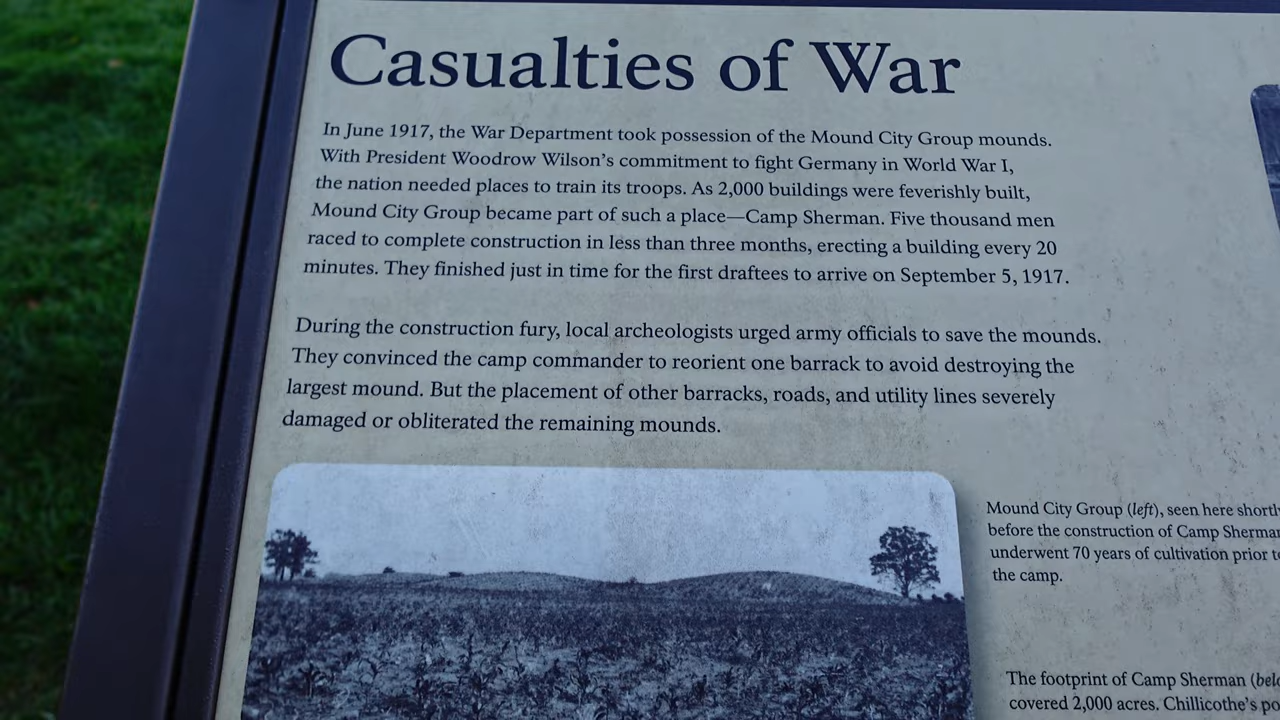 Casualties of War
In June 1917, the War Department took possession of the Mound City Group mounds.
With President Woodrow Wilson's commitment to fight Germany in World War I,
the nation needed places to train its troops. As 2,000 buildings were feverishly built,
Mound City Group became part of such a place—Camp Sherman. Five thousand men
raced to complete construction in less than three months, erecting a building every 20
minutes. They finished just in time for the first draftees to arrive on September 5, 1917.
During the construction fury, local archeologists urged army officials to save the mounds.
They convinced the camp commander to reorient one barrack to avoid destroying the
largest mound. But the placement of other barracks, roads, and utility lines severely
damaged or obliterated the remaining mounds.
Mound City Group (left), seen here
before the construction of Camp
underwent 70 years of cultivation prior
the camp.
The footprint of Camp Sherman
covered 2,000 acres. Chillicothe's